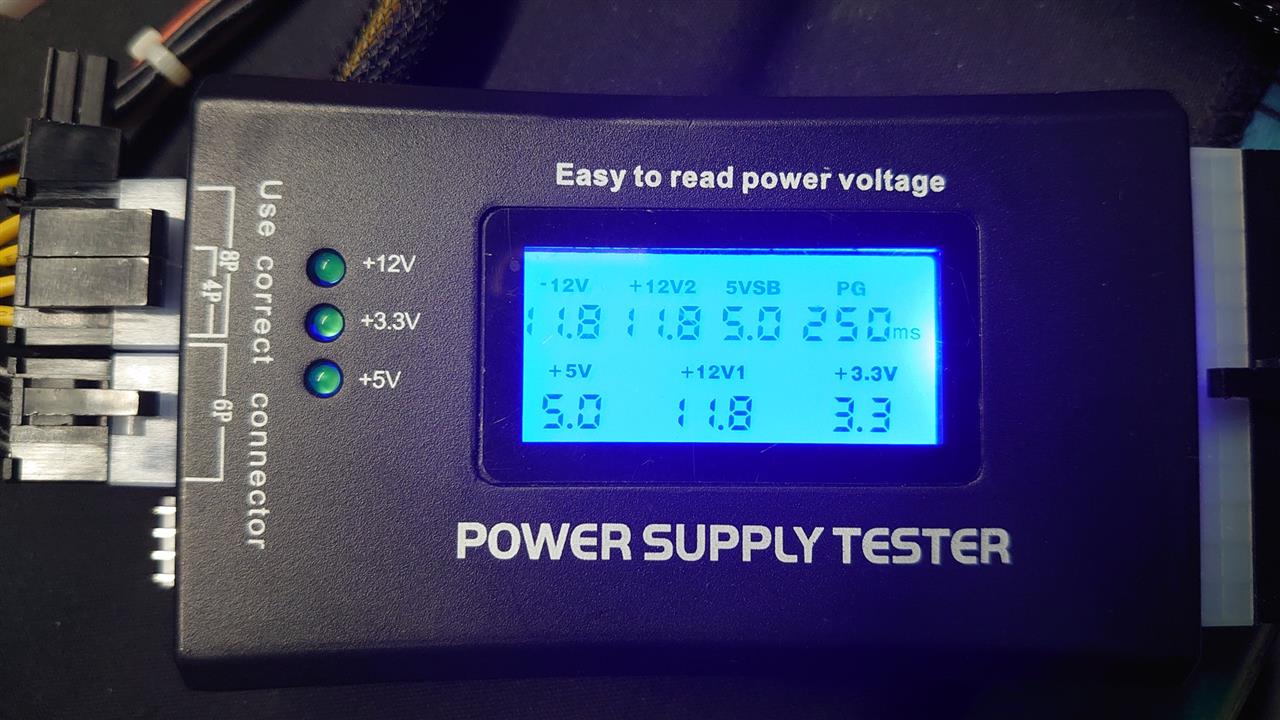 Easy to read power voltage
-12V +12V2 5VSB PG
11.8 11.8 5.0 250ms
+5V +12V1 +3.3V
5.0 11.8 3.3
POWER SUPPLY TESTER
+12V
+3.3V
+5V
Use correct connector
8P
4P
6P